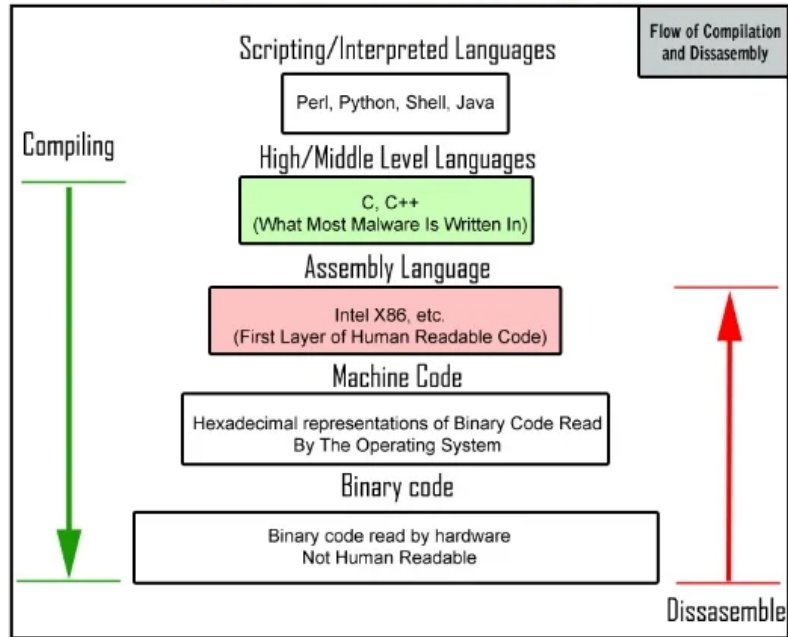 Flow of Compilation
and Dissasembly
Scripting/Interpreted Languages
Perl, Python, Shell, Java
Compiling
High/Middle Level Languages
C, C++
(What Most Malware Is Written In)
Assembly Language
Intel X86, etc.
(First Layer of Human Readable Code)
Machine Code
Hexadecimal representations of Binary Code Read
By The Operating System
Binary code
Binary code read by hardware
Not Human Readable
Dissasemble